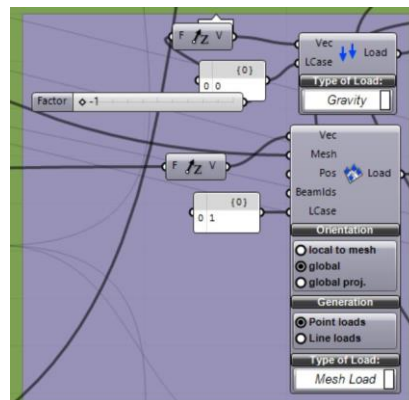 F Z V
Vec
LCase
Load
{0}
0 0
Type of Load:
Gravity
Factor ◇ -1
Vec
Mesh
Pos
BeamIds
LCase
Load
F Z V
{0}
0 1
Orientation
local to mesh
global
global proj.
Generation
Point loads
Line loads
Type of Load:
Mesh Load